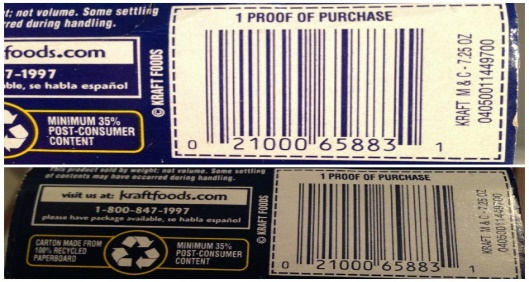 t; not volume. Some settling
rred during handling.
foods.com
7-1997
ble, se habla español
MINIMUM 35%
POST-CONSUMER
CONTENT
© KRAFT FOODS
1 PROOF OF PURCHASE
0 21000 65883 1
KRAFT M & C - 7.25 OZ
04050011449700
This product sold by weight; not volume. Some settling
of contents may have occurred during handling.
visit us at: kraftfoods.com
1-800-847-1997
please have package available, se habla español
CARTON MADE FROM
100% RECYCLED
PAPERBOARD
MINIMUM 35%
POST-CONSUMER
CONTENT
© KRAFT FOODS
1 PROOF OF PURCHASE
0 21000 65883 1
KRAFT M & C - 7.25 OZ
04050011449700